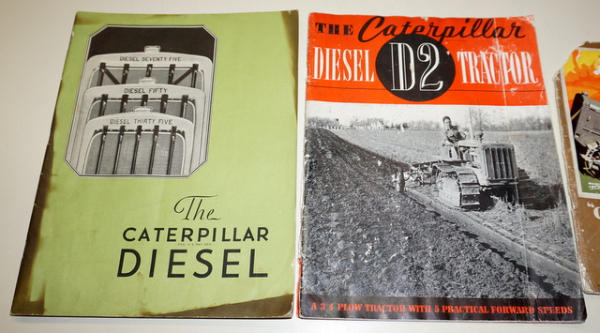 DIESEL SEVENTY FIVE
DIESEL FIFTY
DIESEL THIRTY FIVE
The
CATERPILLAR
DIESEL
THE Caterpillar
DIESEL D2 TRACTOR
A 3-4 PLOW TRACTOR WITH 5 PRACTICAL FORWARD SPEEDS